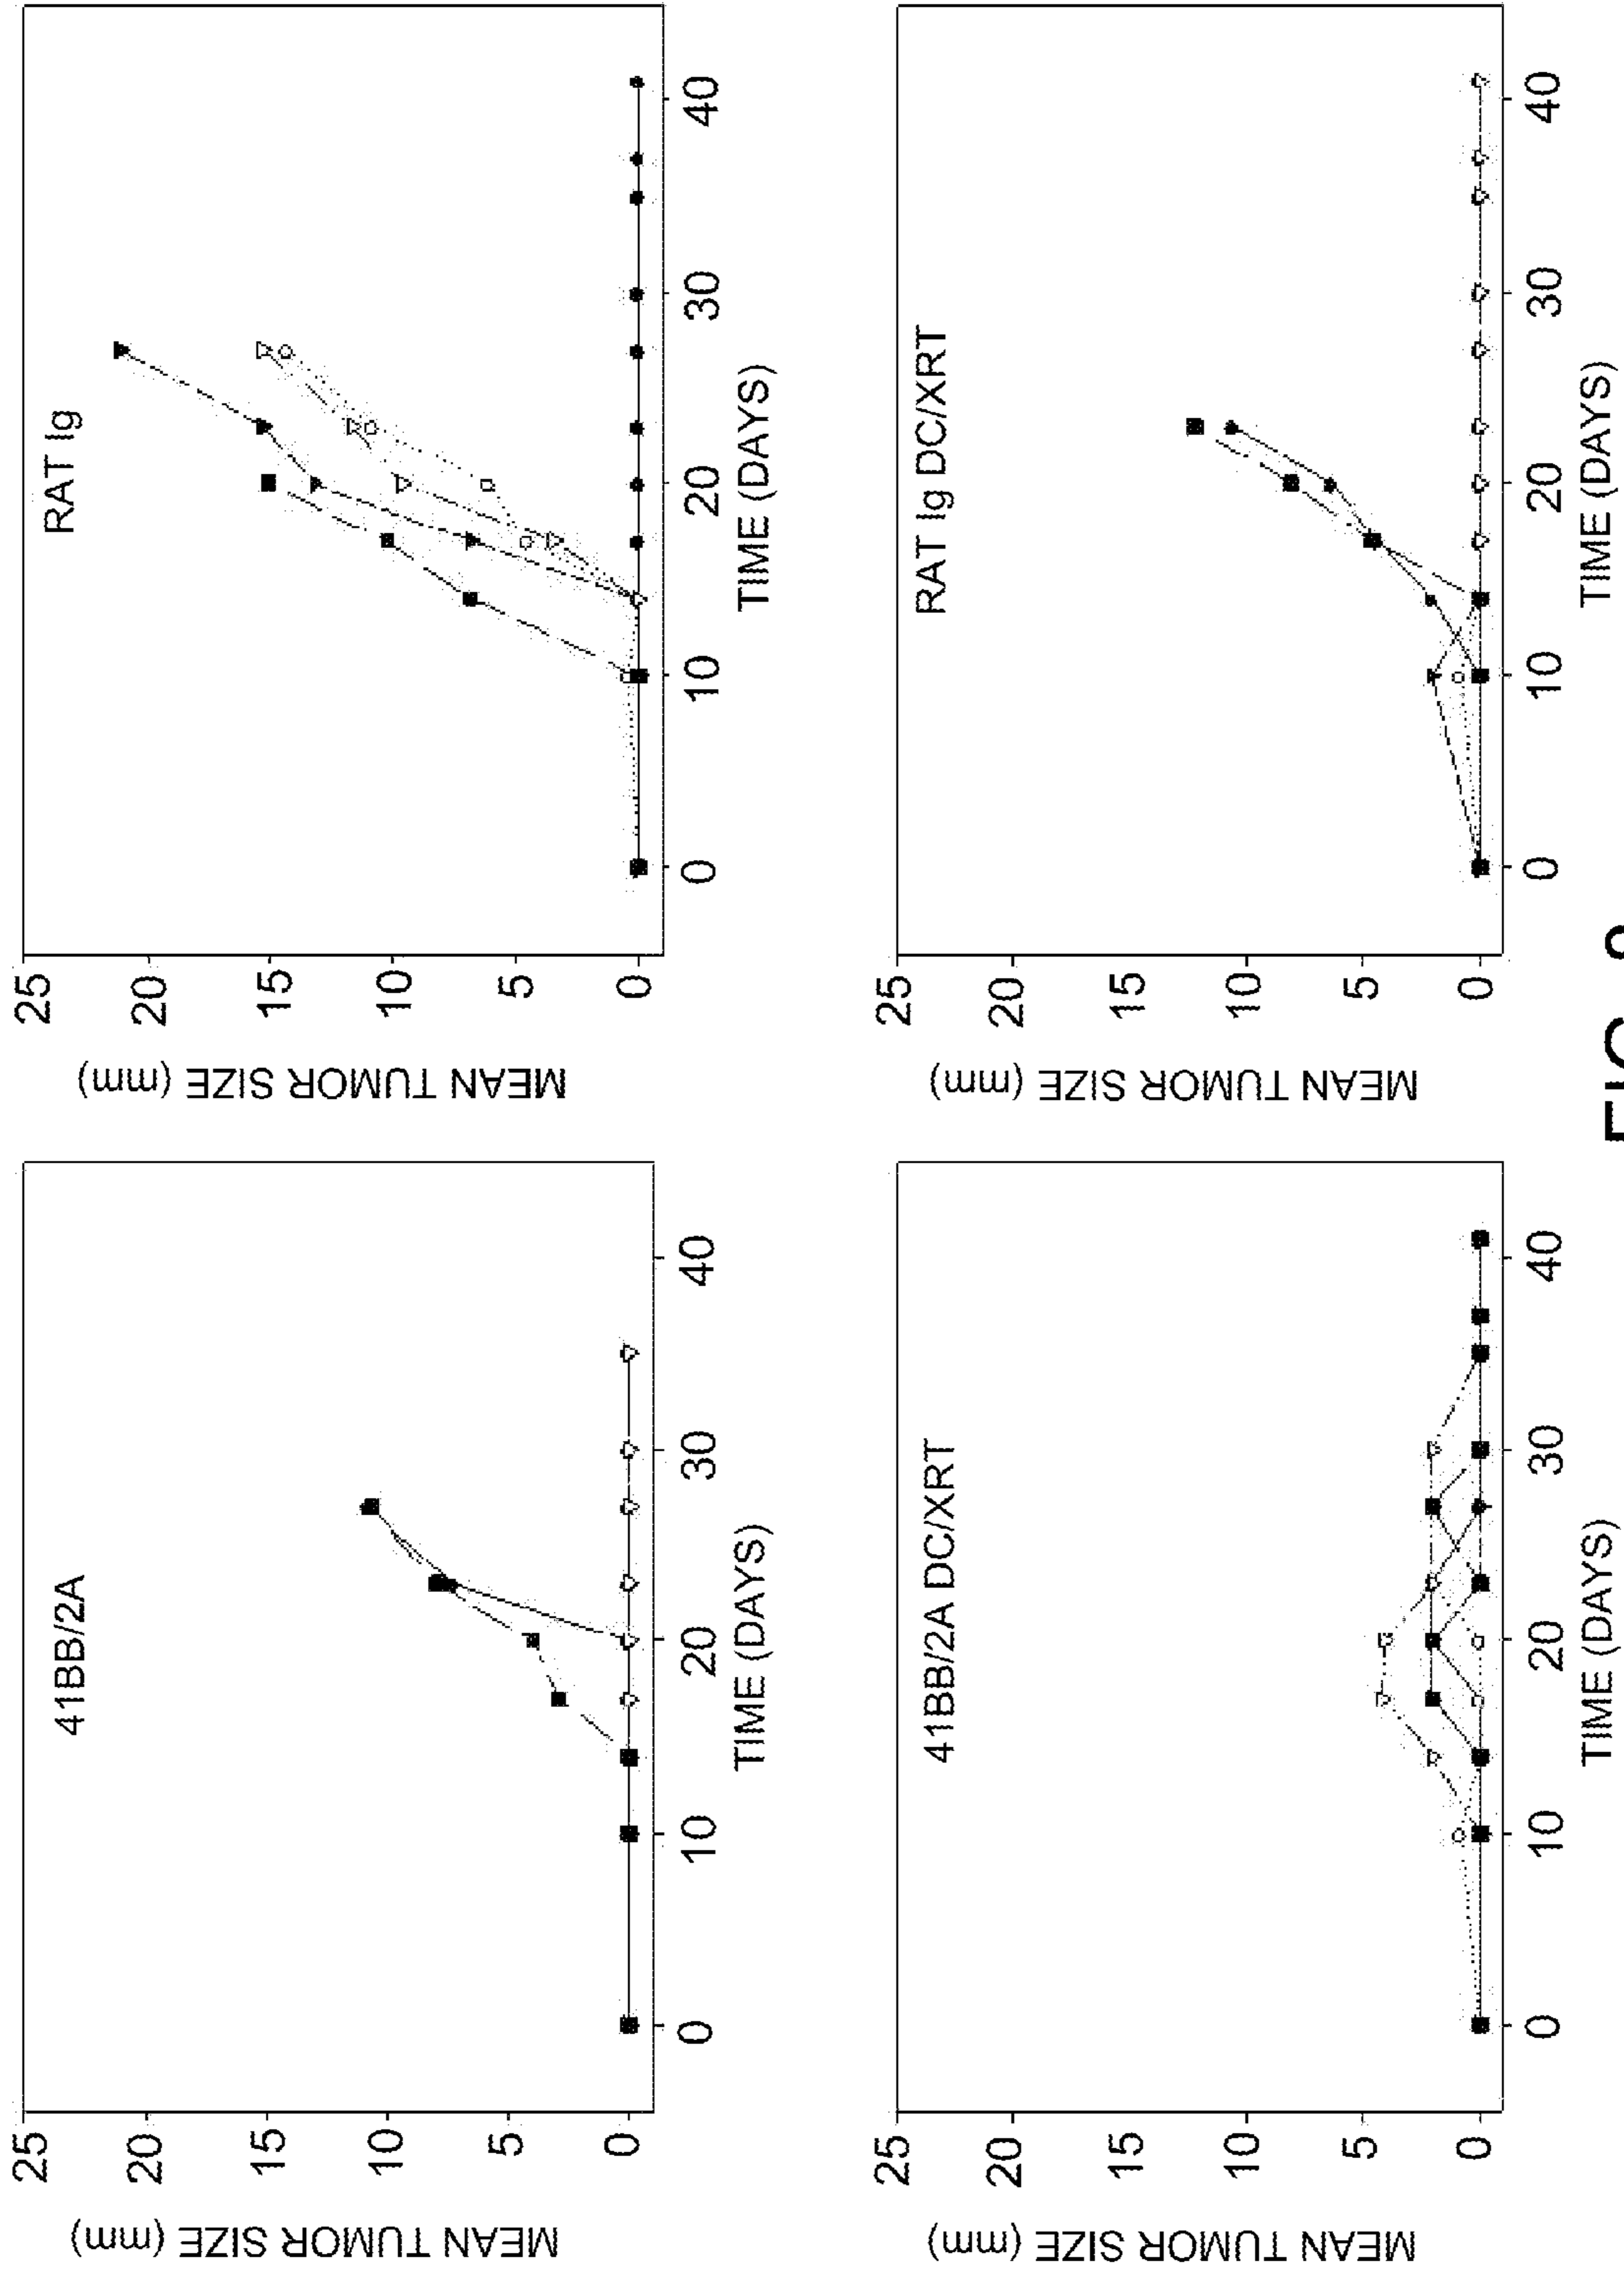 MEAN TUMOR SIZE (mm)
25
20
15
10
5
0
41BB/2A
0 10 20 30 40
TIME (DAYS)
MEAN TUMOR SIZE (mm)
25
20
15
10
5
0
RAT Ig
0 10 20 30 40
TIME (DAYS)
MEAN TUMOR SIZE (mm)
25
20
15
10
5
0
41BB/2A DC/XRT
0 10 20 30 40
TIME (DAYS)
MEAN TUMOR SIZE (mm)
25
20
15
10
5
0
RAT Ig DC/XRT
0 10 20 30 40
TIME (DAYS)
FIG